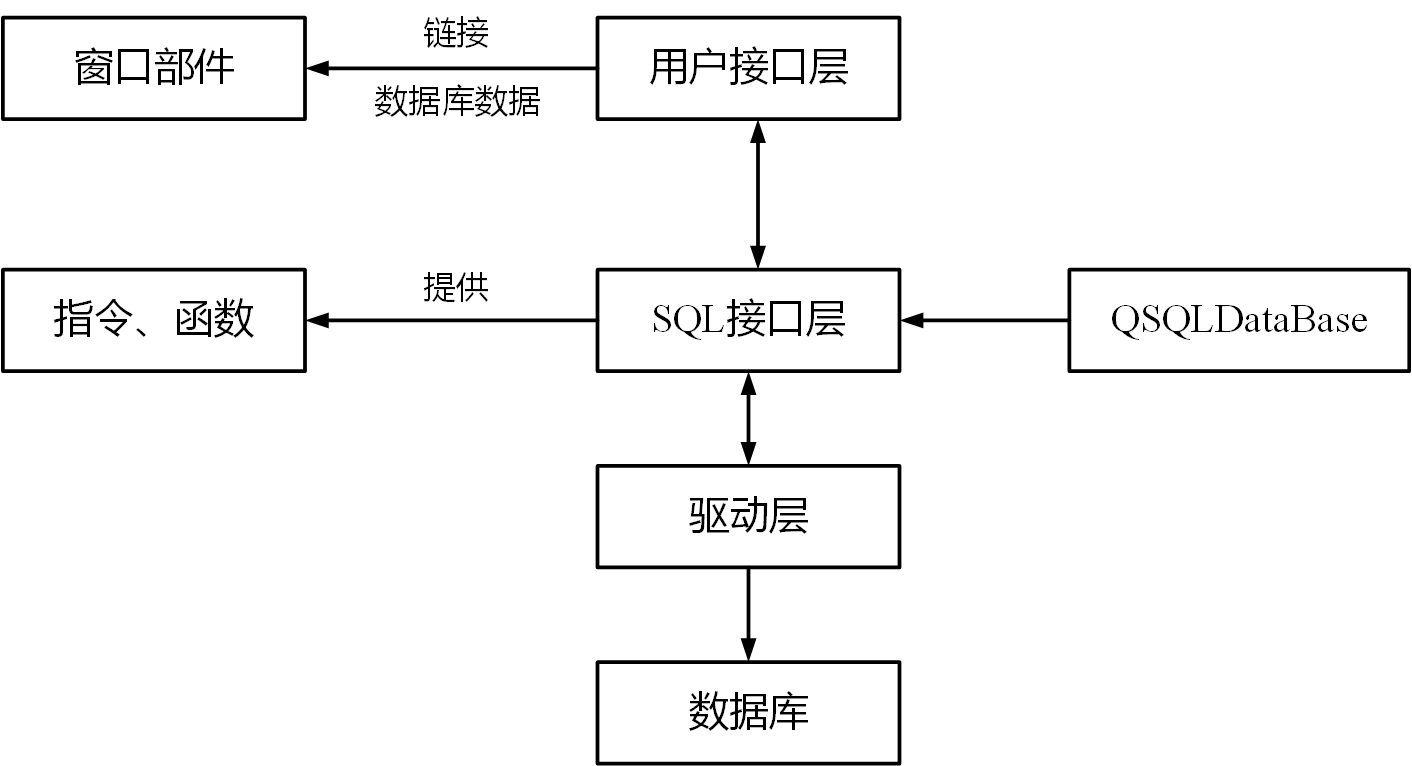 窗口部件
链接
数据库数据
用户接口层
指令、函数
提供
SQL接口层
QSQLDataBase
驱动层
数据库